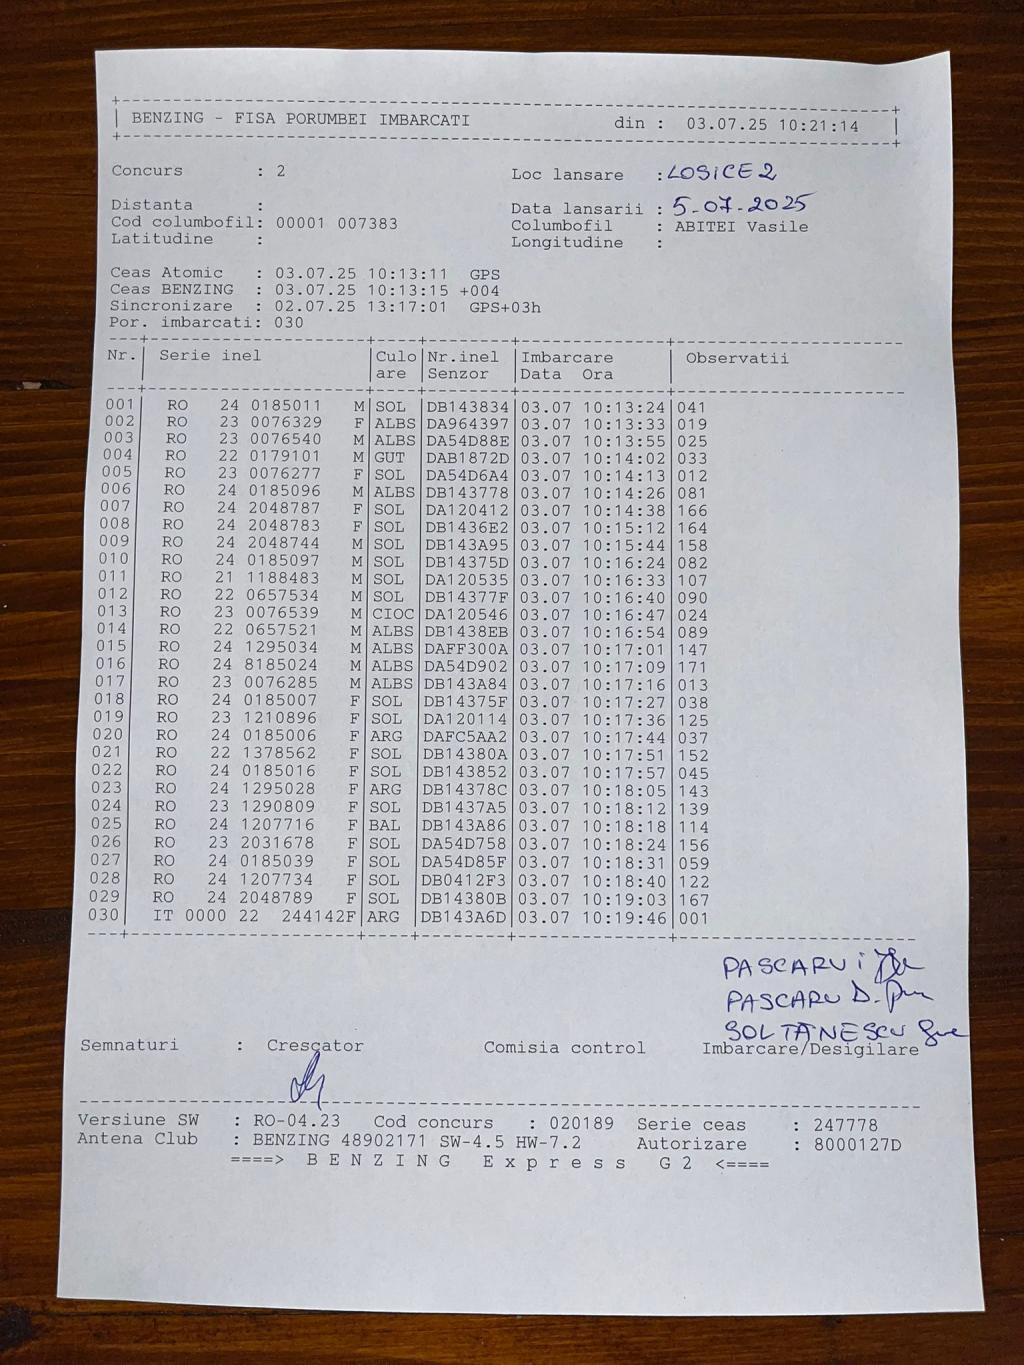 BENZING - FISA PORUMBEI IMBARCATI din : 03.07.25 10:21:14
Concurs : 2 Loc lansare : LOSICE 2
Distanta : Data lansarii : 5-07-2025
Cod columbofil: 00001 007383 Columbofil : ABITEI Vasile
Latitudine : Longitudine :
Ceas Atomic : 03.07.25 10:13:11 GPS
Ceas BENZING : 03.07.25 10:13:15 +004
Sincronizare : 02.07.25 13:17:01 GPS+03h
Por. imbarcati: 030
Nr. Serie inel Culo Nr.inel Imbarcare Observatii
are Senzor Data Ora
001 RO 24 0185011 M SOL DB143834 03.07 10:13:24 041
002 RO 23 0076329 F ALBS DA964397 03.07 10:13:33 019
003 RO 23 0076540 M ALBS DA54D88E 03.07 10:13:55 025
004 RO 22 0179101 M GUT DAB1872D 03.07 10:14:02 033
005 RO 23 0076277 F SOL DA54D6A4 03.07 10:14:13 012
006 RO 24 0185096 M ALBS DB143778 03.07 10:14:26 081
007 RO 24 2048787 F SOL DA120412 03.07 10:14:38 166
008 RO 24 2048783 F SOL DB1436E2 03.07 10:15:12 164
009 RO 24 2048744 M SOL DB143A95 03.07 10:15:44 158
010 RO 24 0185097 M SOL DB14375D 03.07 10:16:24 082
011 RO 21 1188483 M SOL DA120535 03.07 10:16:33 107
012 RO 22 0657534 M SOL DB14377F 03.07 10:16:40 090
013 RO 23 0076539 M CIOC DA120546 03.07 10:16:47 024
014 RO 22 0657521 M ALBS DB1438EB 03.07 10:16:54 089
015 RO 24 1295034 M ALBS DAFF300A 03.07 10:17:01 147
016 RO 24 8185024 M ALBS DA54D902 03.07 10:17:09 171
017 RO 23 0076285 M ALBS DB143A84 03.07 10:17:16 013
018 RO 24 0185007 F SOL DB14375F 03.07 10:17:27 038
019 RO 23 1210896 F SOL DA120114 03.07 10:17:36 125
020 RO 24 0185006 F ARG DAFC5AA2 03.07 10:17:44 037
021 RO 22 1378562 F SOL DB14380A 03.07 10:17:51 152
022 RO 24 0185016 F SOL DB143852 03.07 10:17:57 045
023 RO 24 1295028 F ARG DB14378C 03.07 10:18:05 143
024 RO 23 1290809 F SOL DB1437A5 03.07 10:18:12 139
025 RO 24 1207716 F BAL DB143A86 03.07 10:18:18 114
026 RO 23 2031678 F SOL DA54D758 03.07 10:18:24 156
027 RO 24 0185039 F SOL DA54D85F 03.07 10:18:31 059
028 RO 24 1207734 F SOL DB0412F3 03.07 10:18:40 122
029 RO 24 2048789 F SOL DB14380B 03.07 10:19:03 167
030 IT 0000 22 244142F ARG DB143A6D 03.07 10:19:46 001
PASCARU i
PASCARU D.
SOLTANESCU
Semnaturi : Crescator Comisia control Imbarcare/Desigilare
Versiune SW : RO-04.23 Cod concurs : 020189 Serie ceas : 247778
Antena Club : BENZING 48902171 SW-4.5 HW-7.2 Autorizare : 8000127D
====> B E N Z I N G E x p r e s s G 2 <====